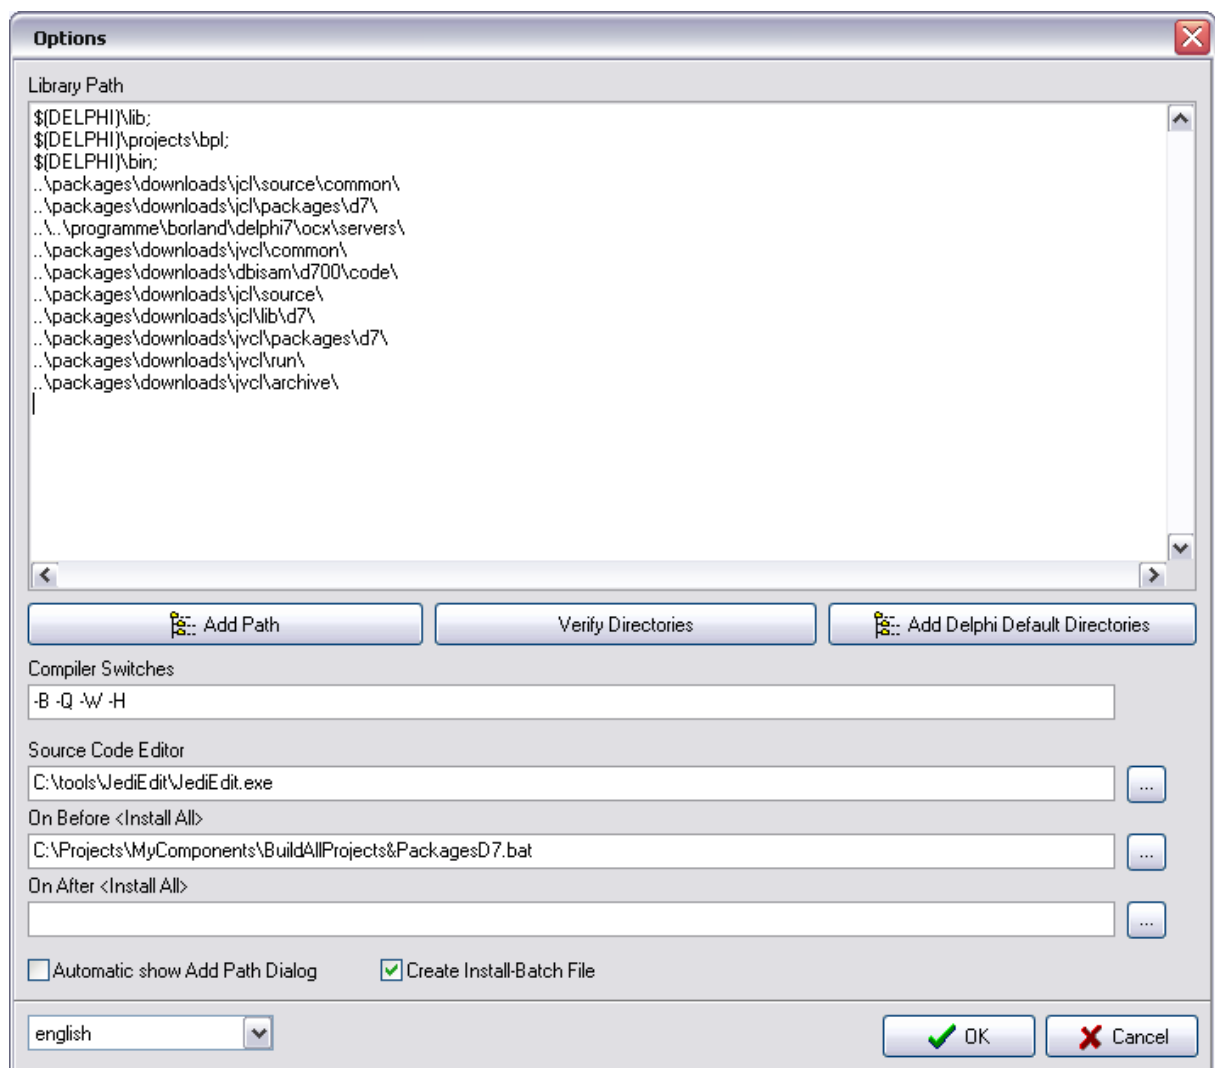 Options
Library Path
$(DELPHI)\lib;
$(DELPHI)\projects\bpl;
$(DELPHI)\bin;
..\packages\downloads\jcl\source\common\
..\packages\downloads\jcl\packages\d7\
..\..\programme\borland\delphi7\ocx\servers\
..\packages\downloads\jvcl\common\
..\packages\downloads\dbisam\d700\code\
..\packages\downloads\jcl\source\
..\packages\downloads\jcl\lib\d7\
..\packages\downloads\jvcl\packages\d7\
..\packages\downloads\jvcl\run\
..\packages\downloads\jvcl\archive\
Add Path Verify Directories Add Delphi Default Directories
Compiler Switches
-B -Q -W -H
Source Code Editor
C:\tools\JediEdit\JediEdit.exe ...
On Before <Install All>
C:\Projects\MyComponents\BuildAllProjects&PackagesD7.bat ...
On After <Install All>
...
Automatic show Add Path Dialog Create Install-Batch File
english OK Cancel